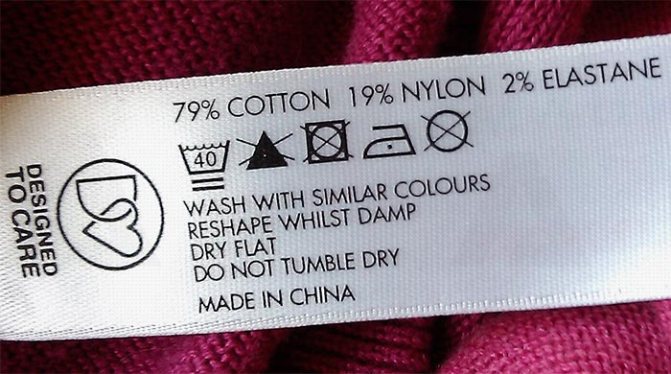 79% COTTON 19% NYLON 2% ELASTANE
40
WASH WITH SIMILAR COLOURS
RESHAPE WHILST DAMP
DRY FLAT
DO NOT TUMBLE DRY
MADE IN CHINA
DESIGNED
TO CARE